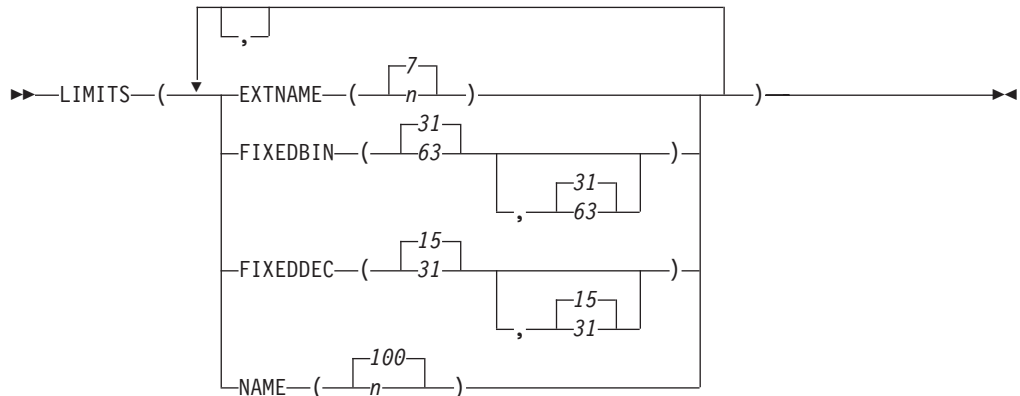 ,
7
LIMITS ( EXTNAME ( n ) )
31
FIXEDBIN ( 63 )
31
, 63
15
FIXEDDEC ( 31 )
15
, 31
100
NAME ( n )